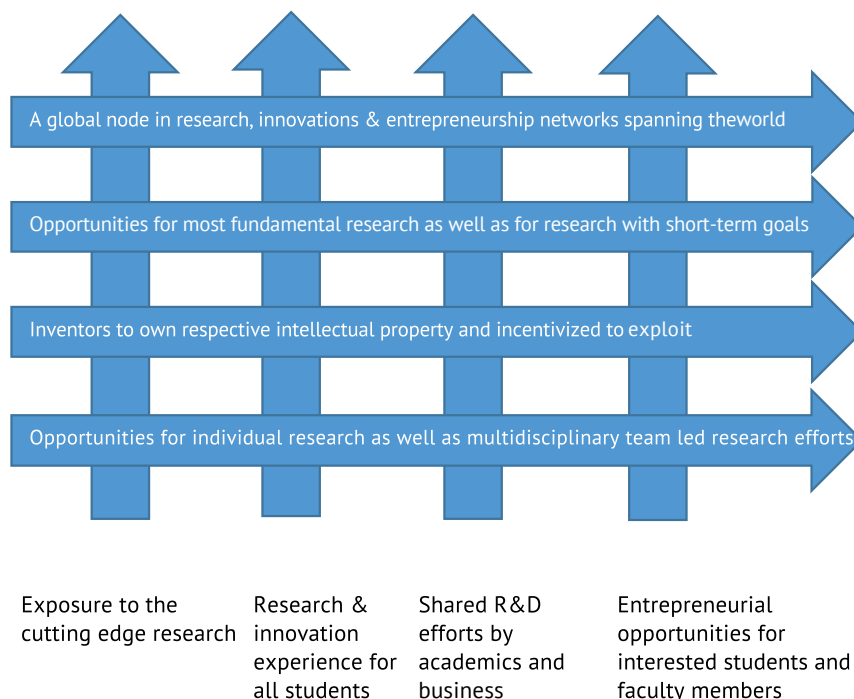 A global node in research, innovations & entrepreneurship networks spanning theworld
Opportunities for most fundamental research as well as for research with short-term goals
Inventors to own respective intellectual property and incentivized to exploit
Opportunities for individual research as well as multidisciplinary team led research efforts
Exposure to the
cutting edge research
Research &
innovation
experience for
all students
Shared R&D
efforts by
academics and
business
Entrepreneurial
opportunities for
interested students and
faculty members